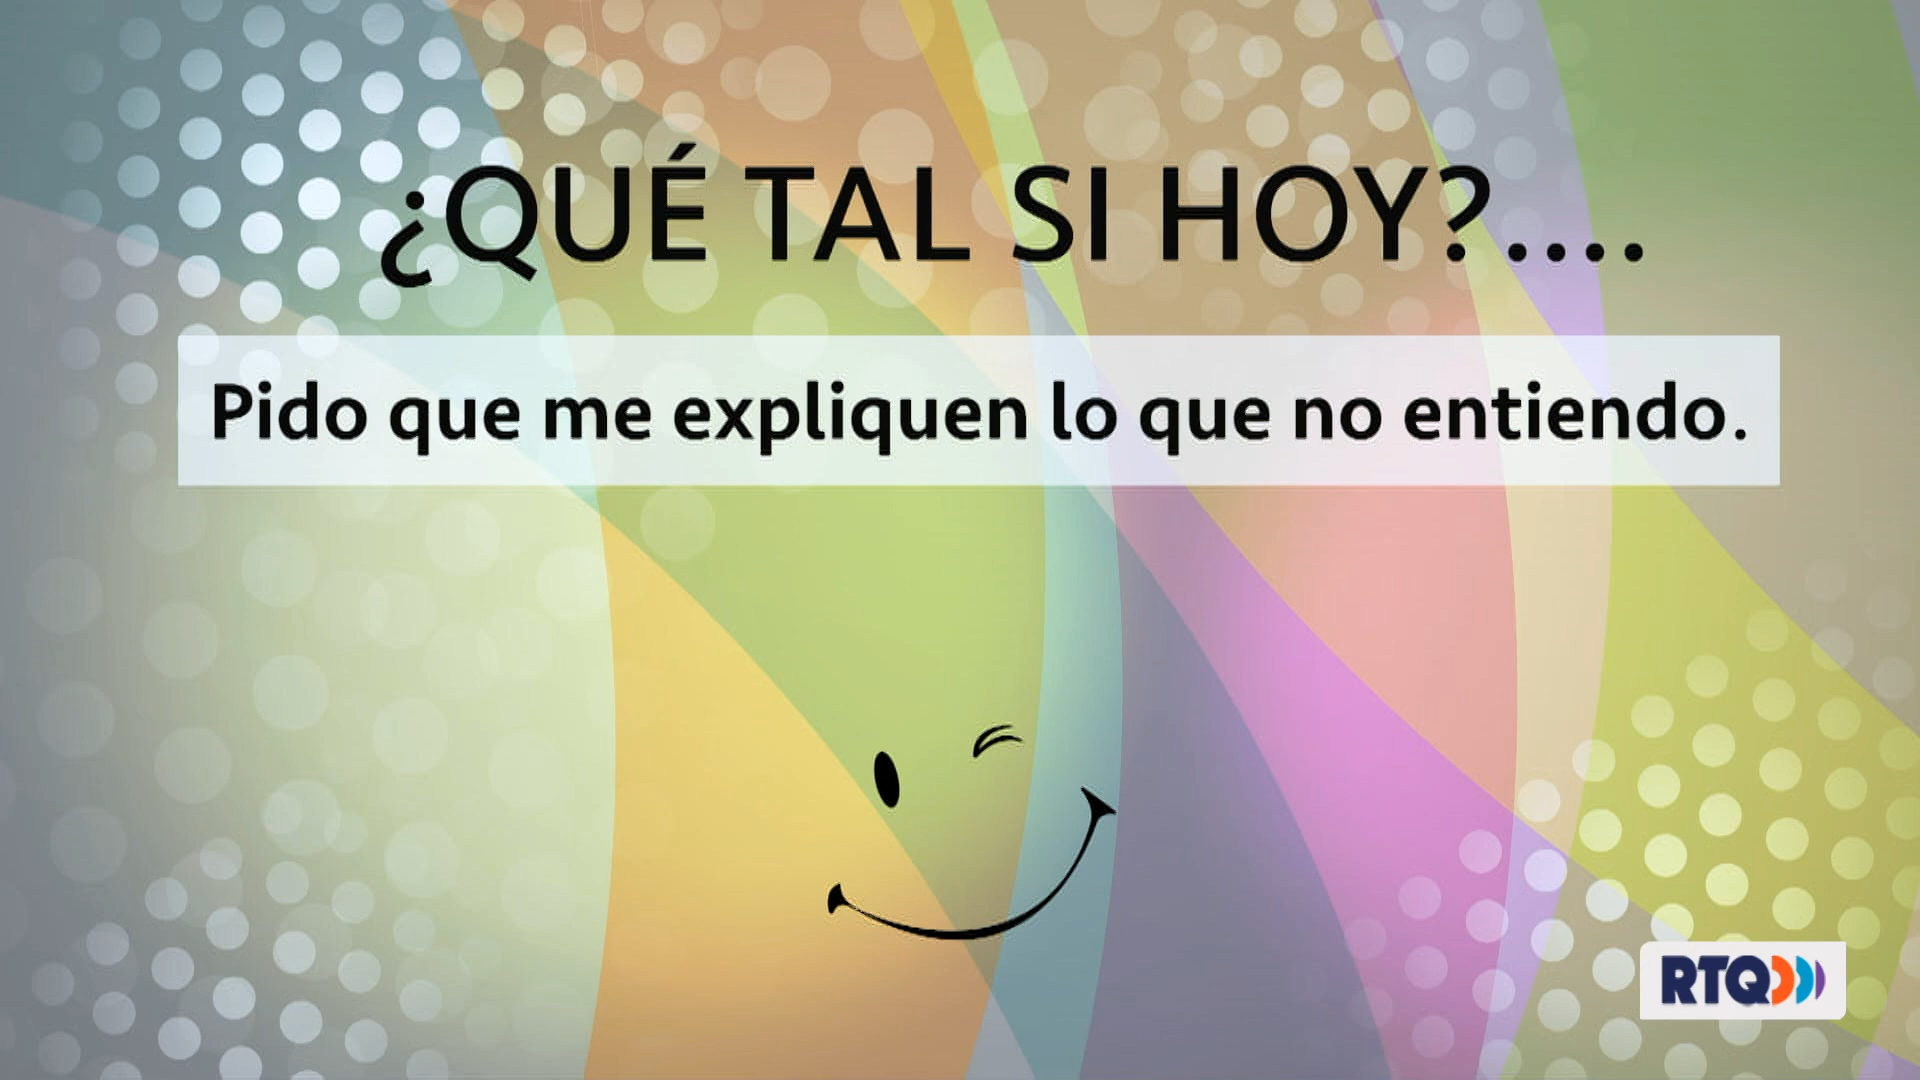 ¿QUÉ TAL SI HOY?....
Pido que me expliquen lo que no entiendo.
RTQ